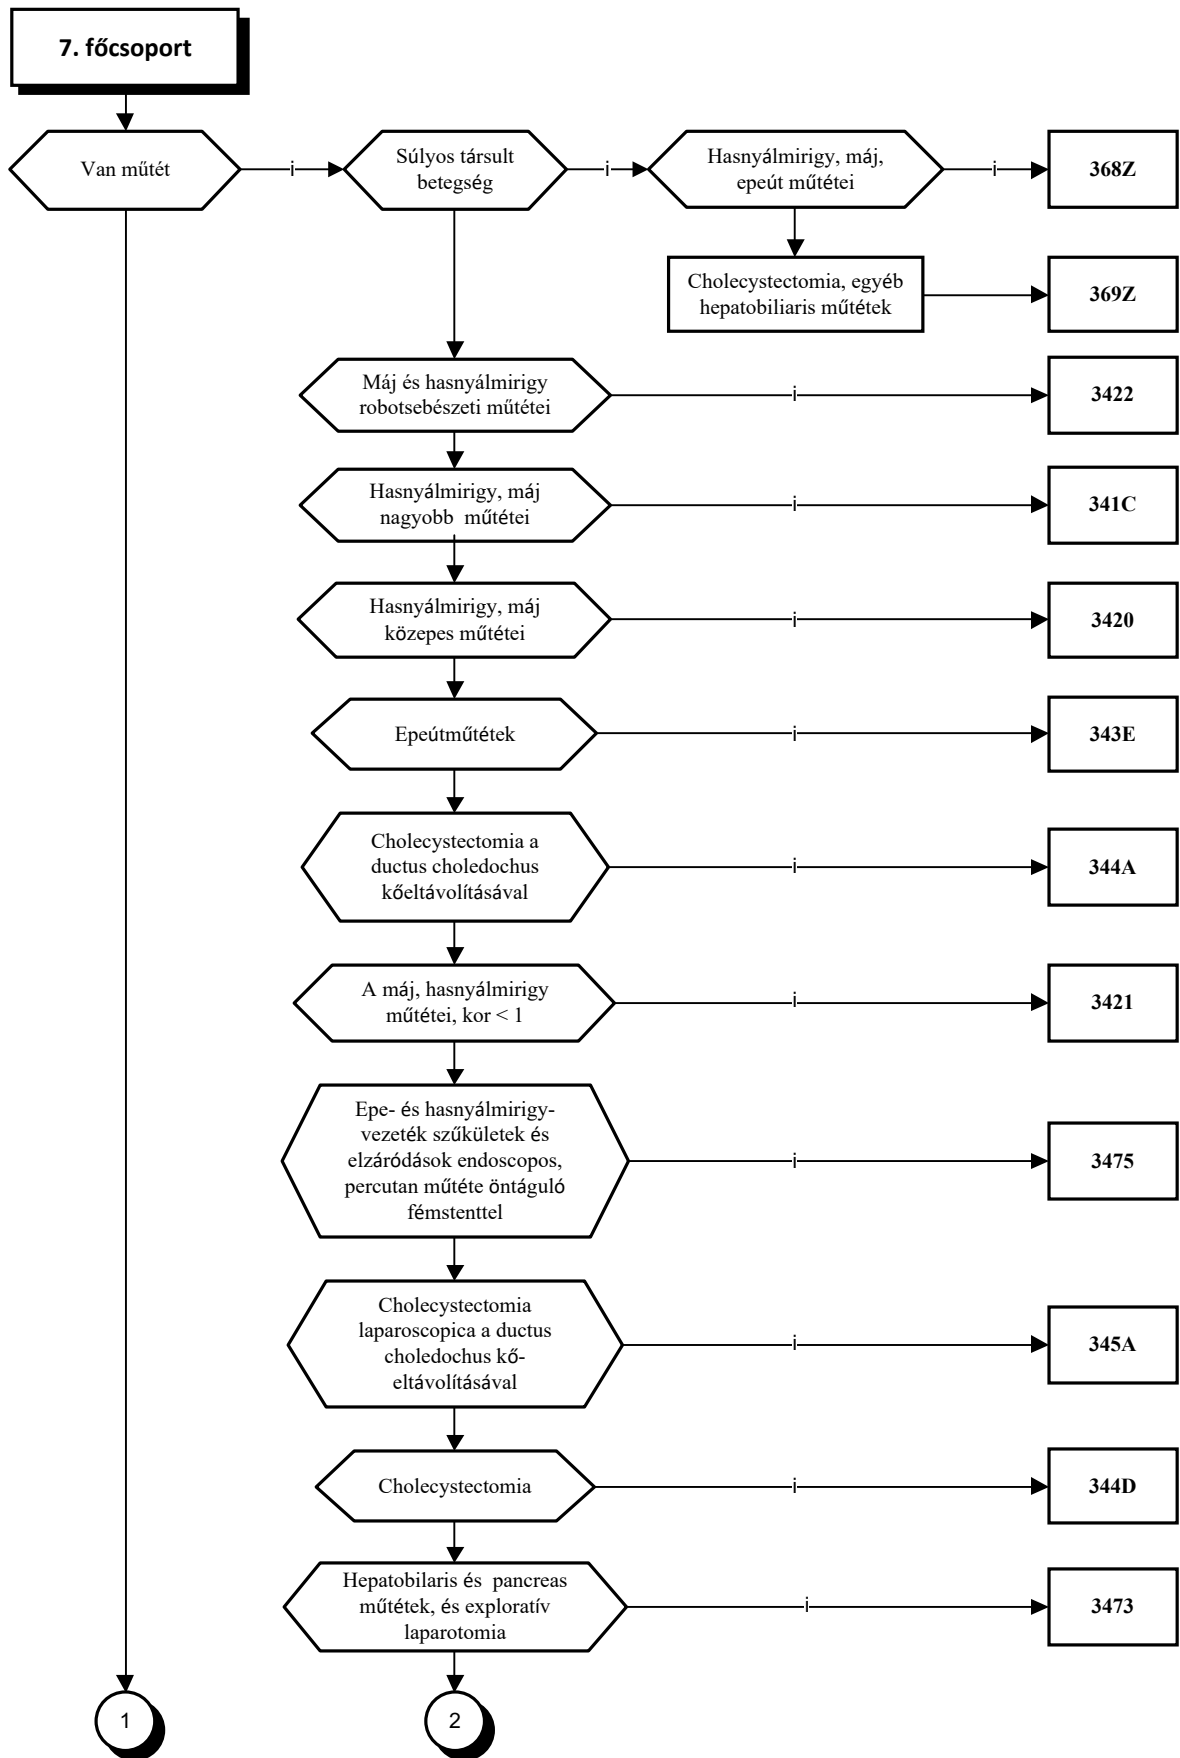 7. főcsoport
Van műtét
i
Súlyos társult
betegség
i
Hasnyálmirigy, máj,
epeút műtétei
i
368Z
Cholecystectomia, egyéb
hepatobiliaris műtétek
369Z
Máj és hasnyálmirigy
robotsebészeti műtétei
i
3422
Hasnyálmirigy, máj
nagyobb műtétei
i
341C
Hasnyálmirigy, máj
közepes műtétei
i
3420
Epeútműtétek
i
343E
Cholecystectomia a
ductus choledochus
kőeltávolításával
i
344A
A máj, hasnyálmirigy
műtétei, kor < 1
i
3421
Epe- és hasnyálmirigy-
vezeték szűkületek és
elzáródások endoscopos,
percutan műtéte öntáguló
fémstenttel
i
3475
Cholecystectomia
laparoscopica a ductus
choledochus kő-
eltávolításával
i
345A
Cholecystectomia
i
344D
Hepatobilaris és pancreas
műtétek, és exploratív
laparotomia
i
3473
1
2